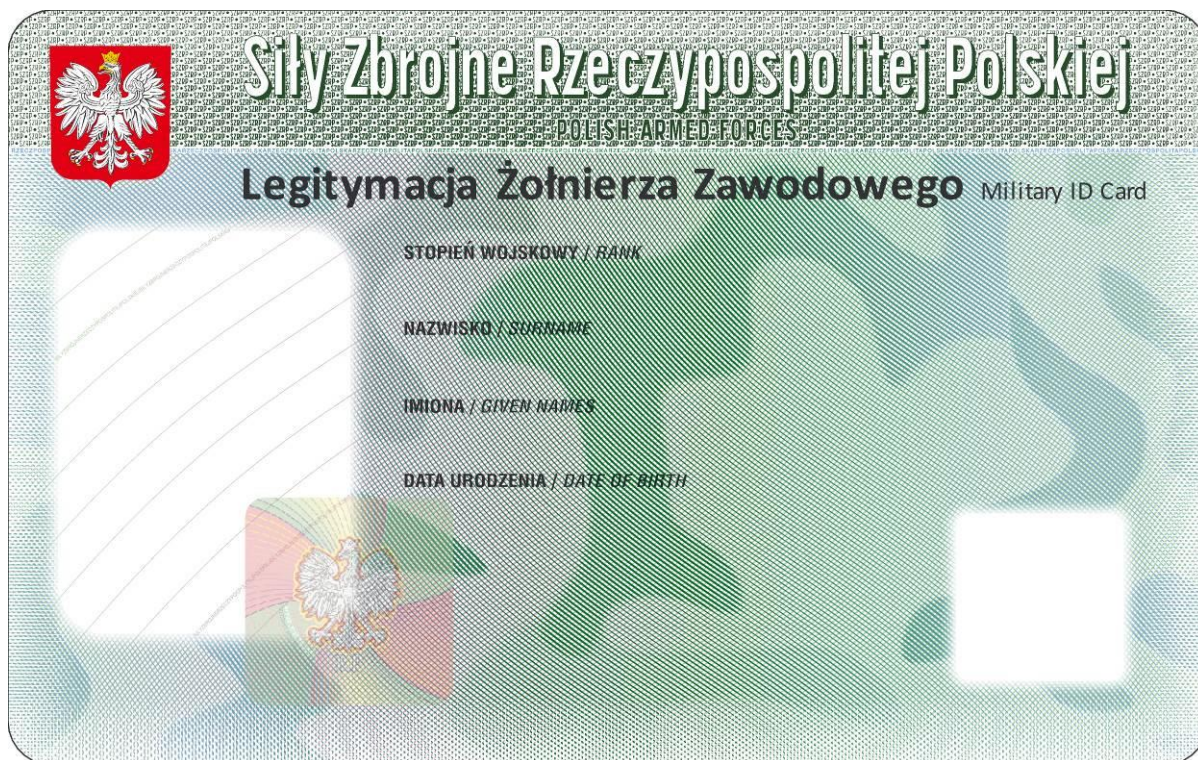 Siły Zbrojne Rzeczypospolitej Polskiej
POLISH ARMED FORCES
Legitymacja Żołnierza Zawodowego Military ID Card
STOPIEŃ WOJSKOWY / RANK
NAZWISKO / SURNAME
IMIONA / GIVEN NAMES
DATA URODZENIA / DATE OF BIRTH